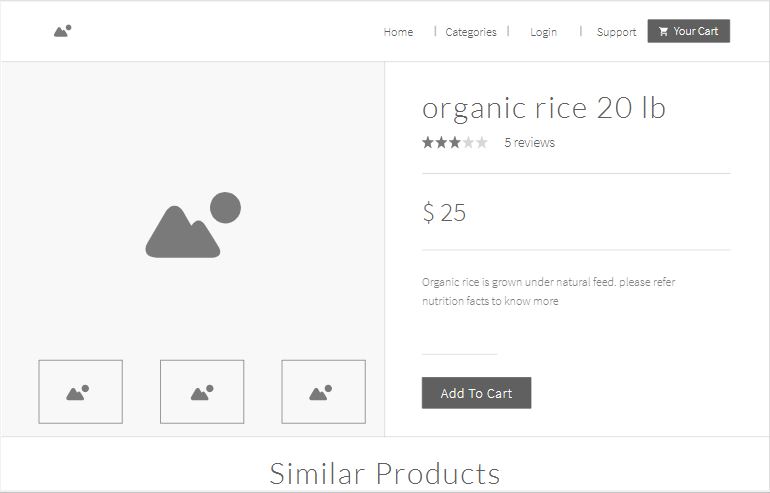 Home | Categories | Login | Support Your Cart
organic rice 20 lb
5 reviews
$ 25
Organic rice is grown under natural feed. please refer
nutrition facts to know more
Add To Cart
Similar Products